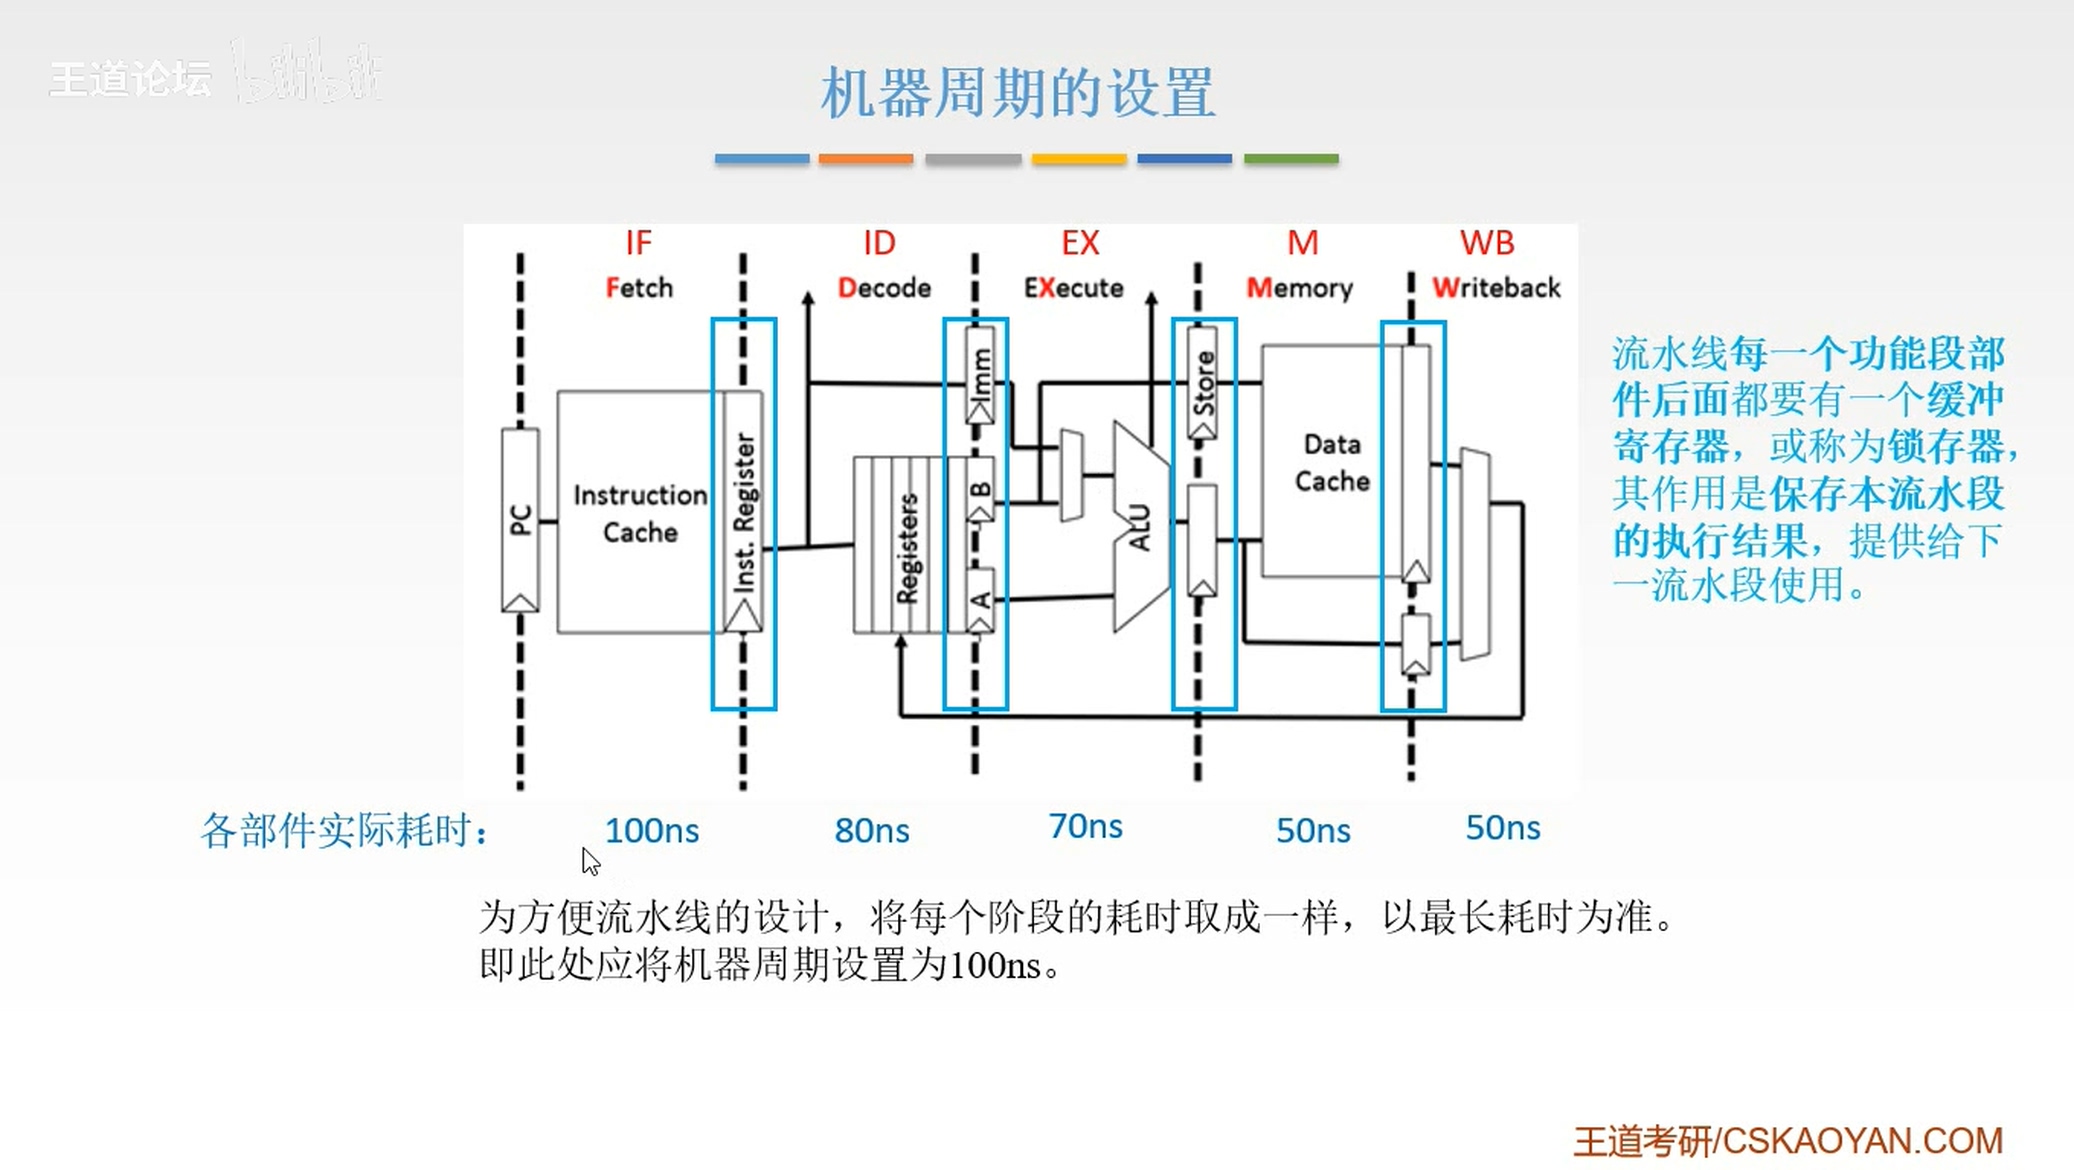 王道论坛 bilibili
机器周期的设置
IF ID EX M WB
Fetch Decode EXecute Memory Writeback
PC
Instruction
Cache
Inst. Register
Registers
Imm
B
A
ALU
Store
Data
Cache
流水线每一个功能段部
件后面都要有一个缓冲
寄存器，或称为锁存器，
其作用是保存本流水段
的执行结果，提供给下
一流水段使用。
各部件实际耗时： 100ns 80ns 70ns 50ns 50ns
为方便流水线的设计，将每个阶段的耗时取成一样，以最长耗时为准。
即此处应将机器周期设置为100ns。
王道考研/CSKAOYAN.COM